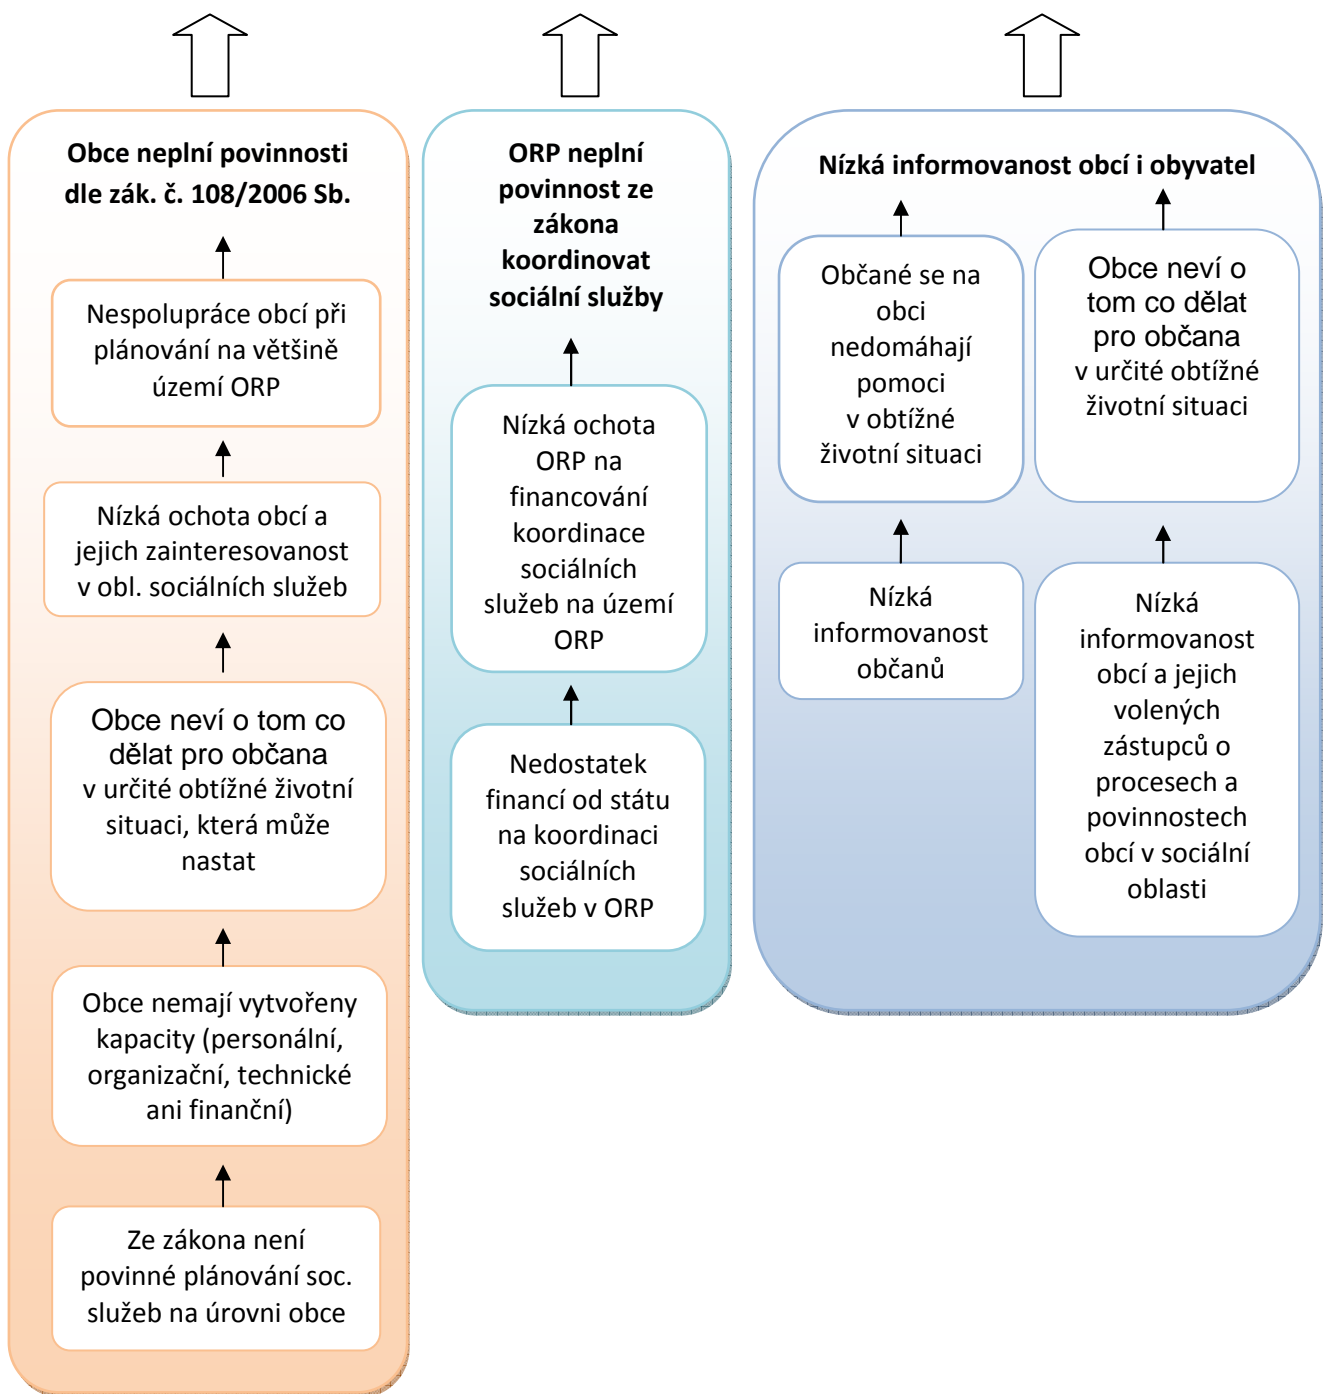 Obce neplní povinnosti
dle zák. č. 108/2006 Sb.
Nespolupráce obcí při
plánování na většině
území ORP
Nízká ochota obcí a
jejich zainteresovanost
v obl. sociálních služeb
Obce neví o tom co
dělat pro občana
v určité obtížné životní
situaci, která může
nastat
Obce nemají vytvořeny
kapacity (personální,
organizační, technické
ani finanční)
Ze zákona není
povinné plánování soc.
služeb na úrovni obce
ORP neplní
povinnost ze
zákona
koordinovat
sociální služby
Nízká ochota
ORP na
financování
koordinace
sociálních
služeb na území
ORP
Nedostatek
financí od státu
na koordinaci
sociálních
služeb v ORP
Nízká informovanost obcí i obyvatel
Občané se na
obci
nedomáhají
pomoci
v obtížné
životní situaci
Nízká
informovanost
občanů
Obce neví o
tom co dělat
pro občana
v určité obtížné
životní situaci
Nízká
informovanost
obcí a jejich
volených
zástupců o
procesech a
povinnostech
obcí v sociální
oblasti